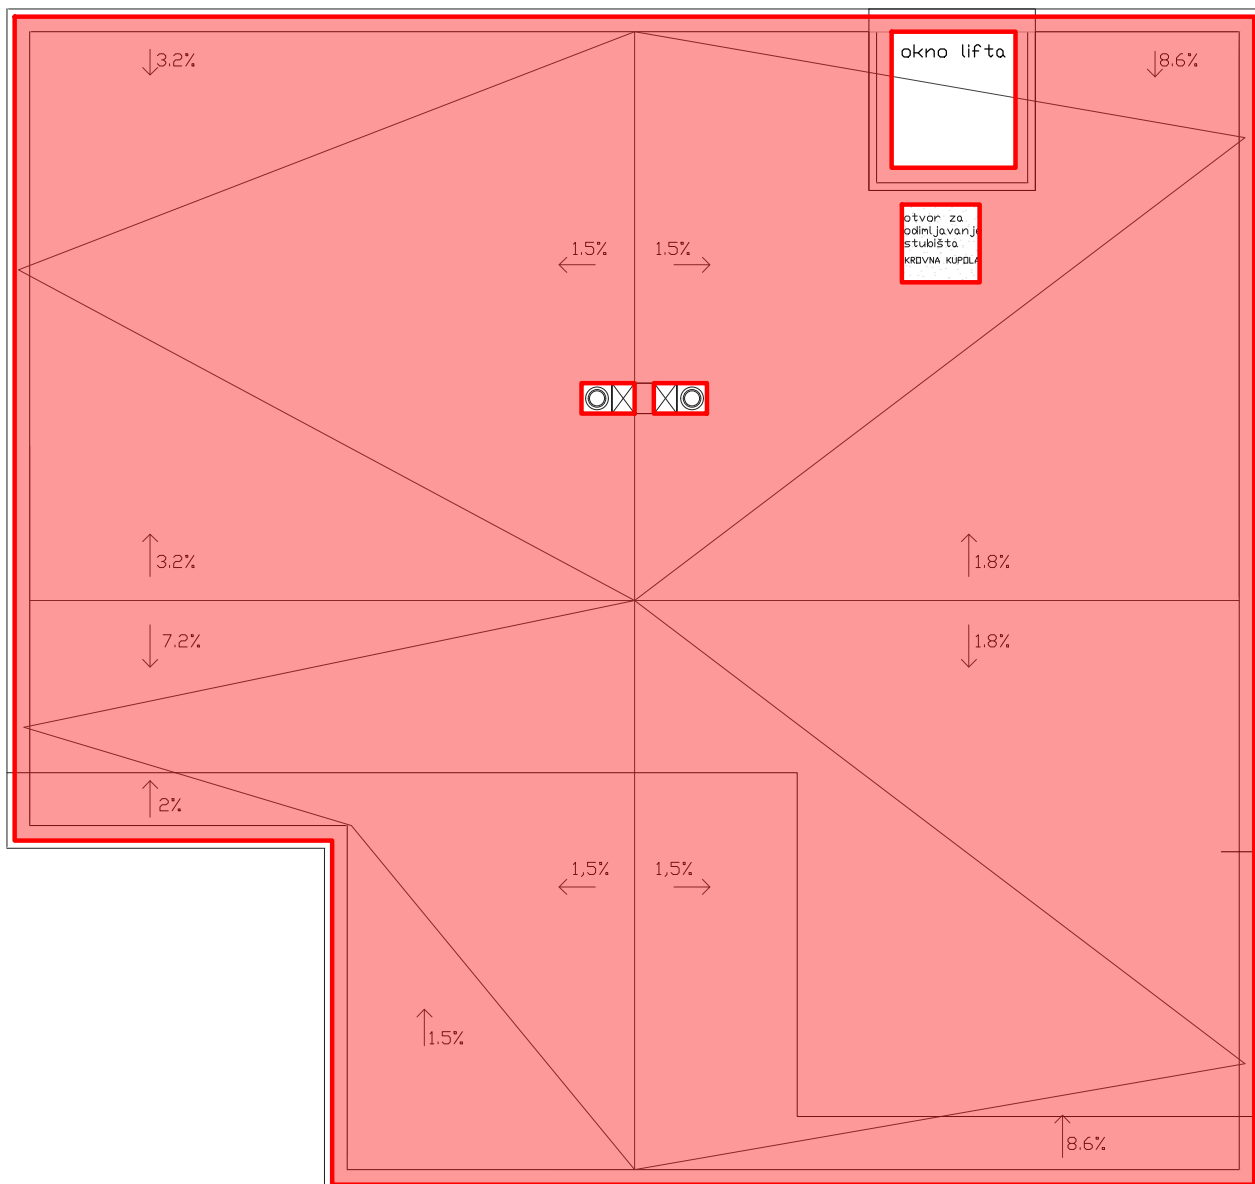 okno lifta
3.2%
8.6%
otvor za
odimljavanje
stubišta
KROVNA KUPOLA
1.5%
1.5%
3.2%
1.8%
7.2%
1.8%
2%
1,5%
1,5%
1.5%
8.6%